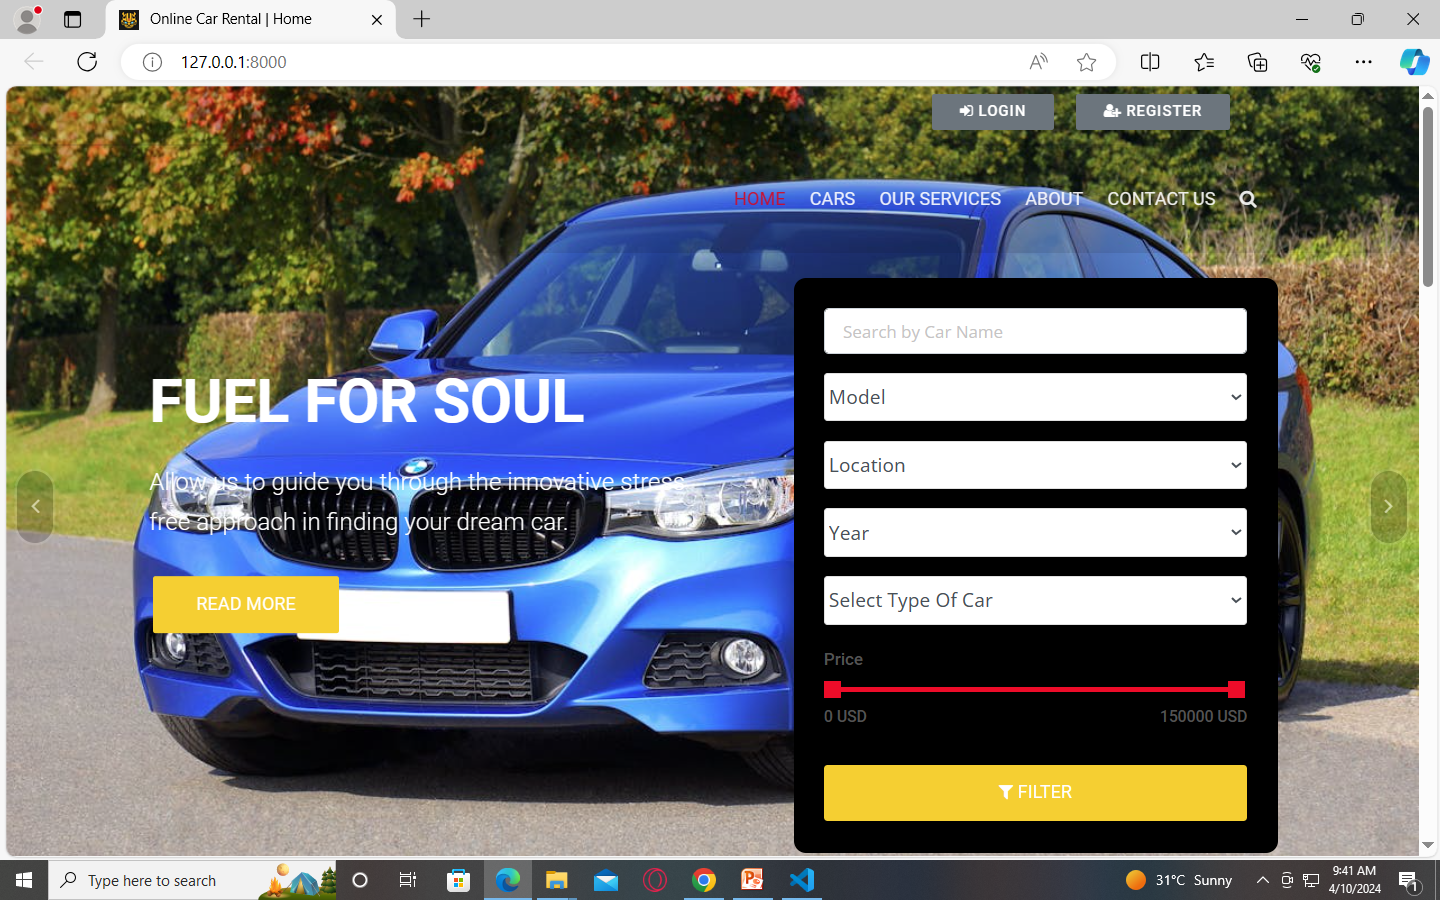 Online Car Rental | Home
127.0.0.1:8000
LOGIN
REGISTER
HOME
CARS
OUR SERVICES
ABOUT
CONTACT US
FUEL FOR SOUL
Allow us to guide you through the innovative stress
free approach in finding your dream car.
READ MORE
Search by Car Name
Model
Location
Year
Select Type Of Car
Price
0 USD
150000 USD
FILTER
Type here to search
31°C Sunny
9:41 AM
4/10/2024
1